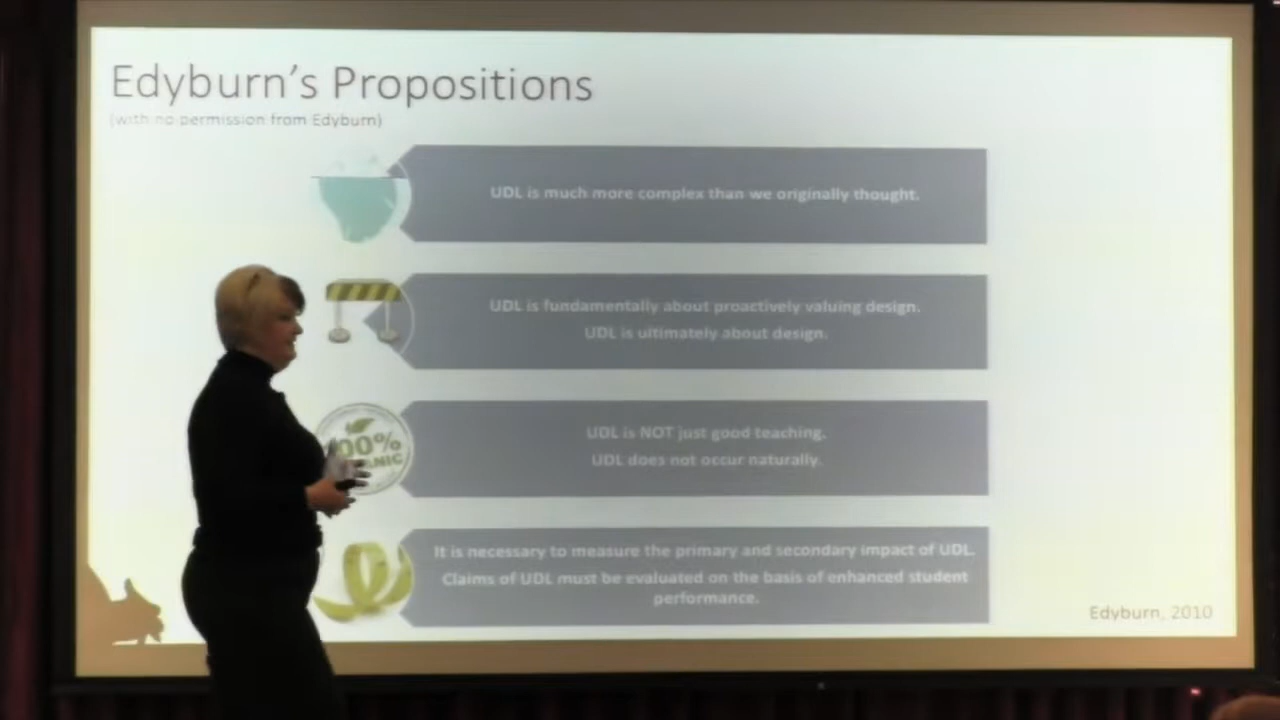 Edyburn's Propositions
(with no permission from Edyburn)
UDL is much more complex than we originally thought.
UDL is fundamentally about proactively valuing design.
UDL is ultimately about design.
UDL is NOT just good teaching.
UDL does not occur naturally.
It is necessary to measure the primary and secondary impact of UDL.
Claims of UDL must be evaluated on the basis of enhanced student
performance.
Edyburn, 2010